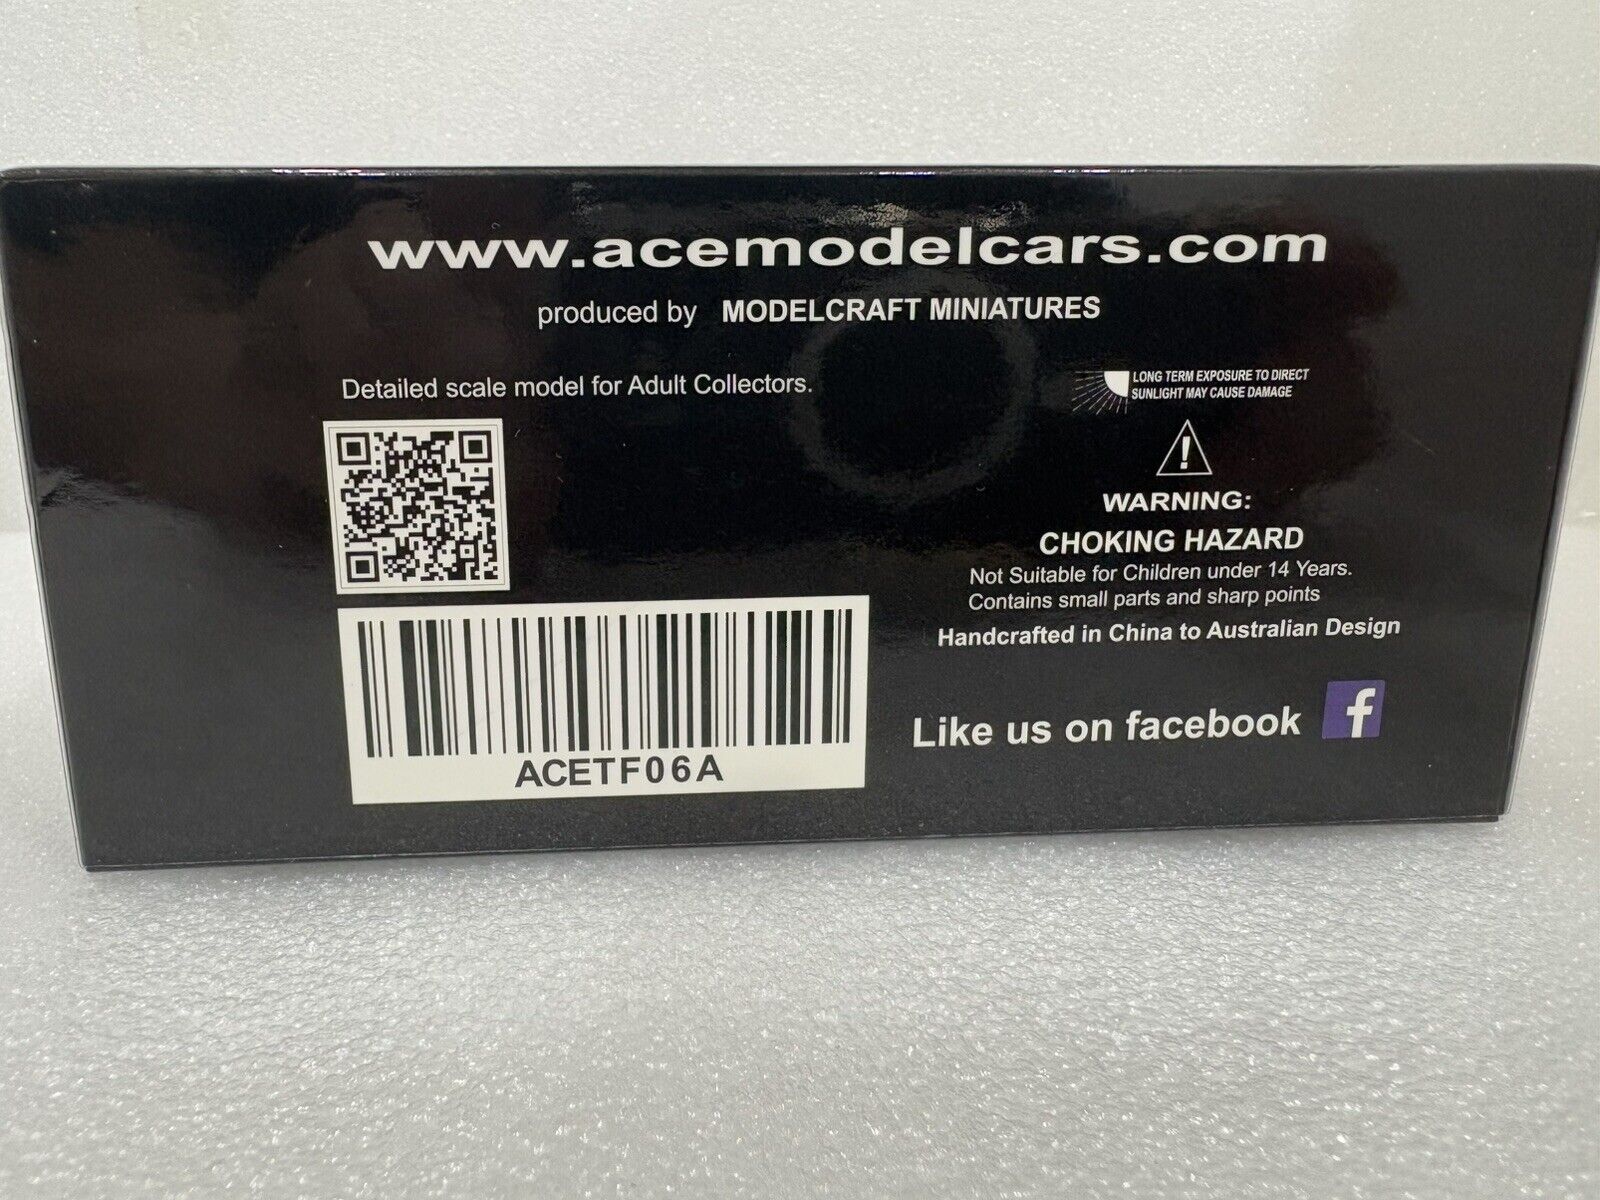 www.acemodelcars.com
produced by MODELCRAFT MINIATURES
Detailed scale model for Adult Collectors.
LONG TERM EXPOSURE TO DIRECT
SUNLIGHT MAY CAUSE DAMAGE
!
WARNING:
CHOKING HAZARD
Not Suitable for Children under 14 Years.
Contains small parts and sharp points
Handcrafted in China to Australian Design
Like us on facebook f
ACETF06A